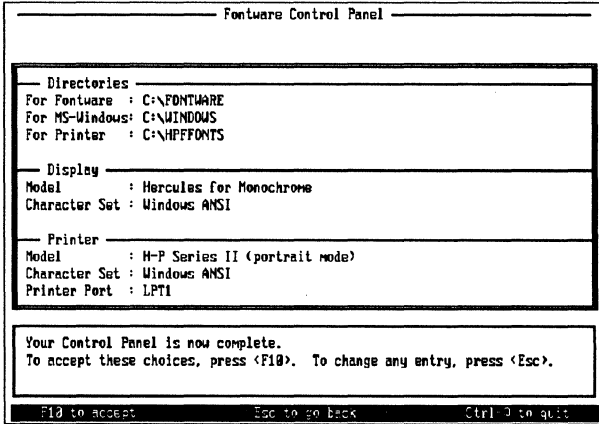 Fontware Control Panel
Directories
For Fontware : C:\FONTWARE
For MS-Windows: C:\WINDOWS
For Printer : C:\HPFFONTS
Display
Model : Hercules for Monochrome
Character Set : Windows ANSI
Printer
Model : H-P Series II (portrait mode)
Character Set : Windows ANSI
Printer Port : LPT1
Your Control Panel is now complete.
To accept these choices, press <F10>. To change any entry, press <Esc>.
F10 to accept Esc to go back Ctrl-Q to quit